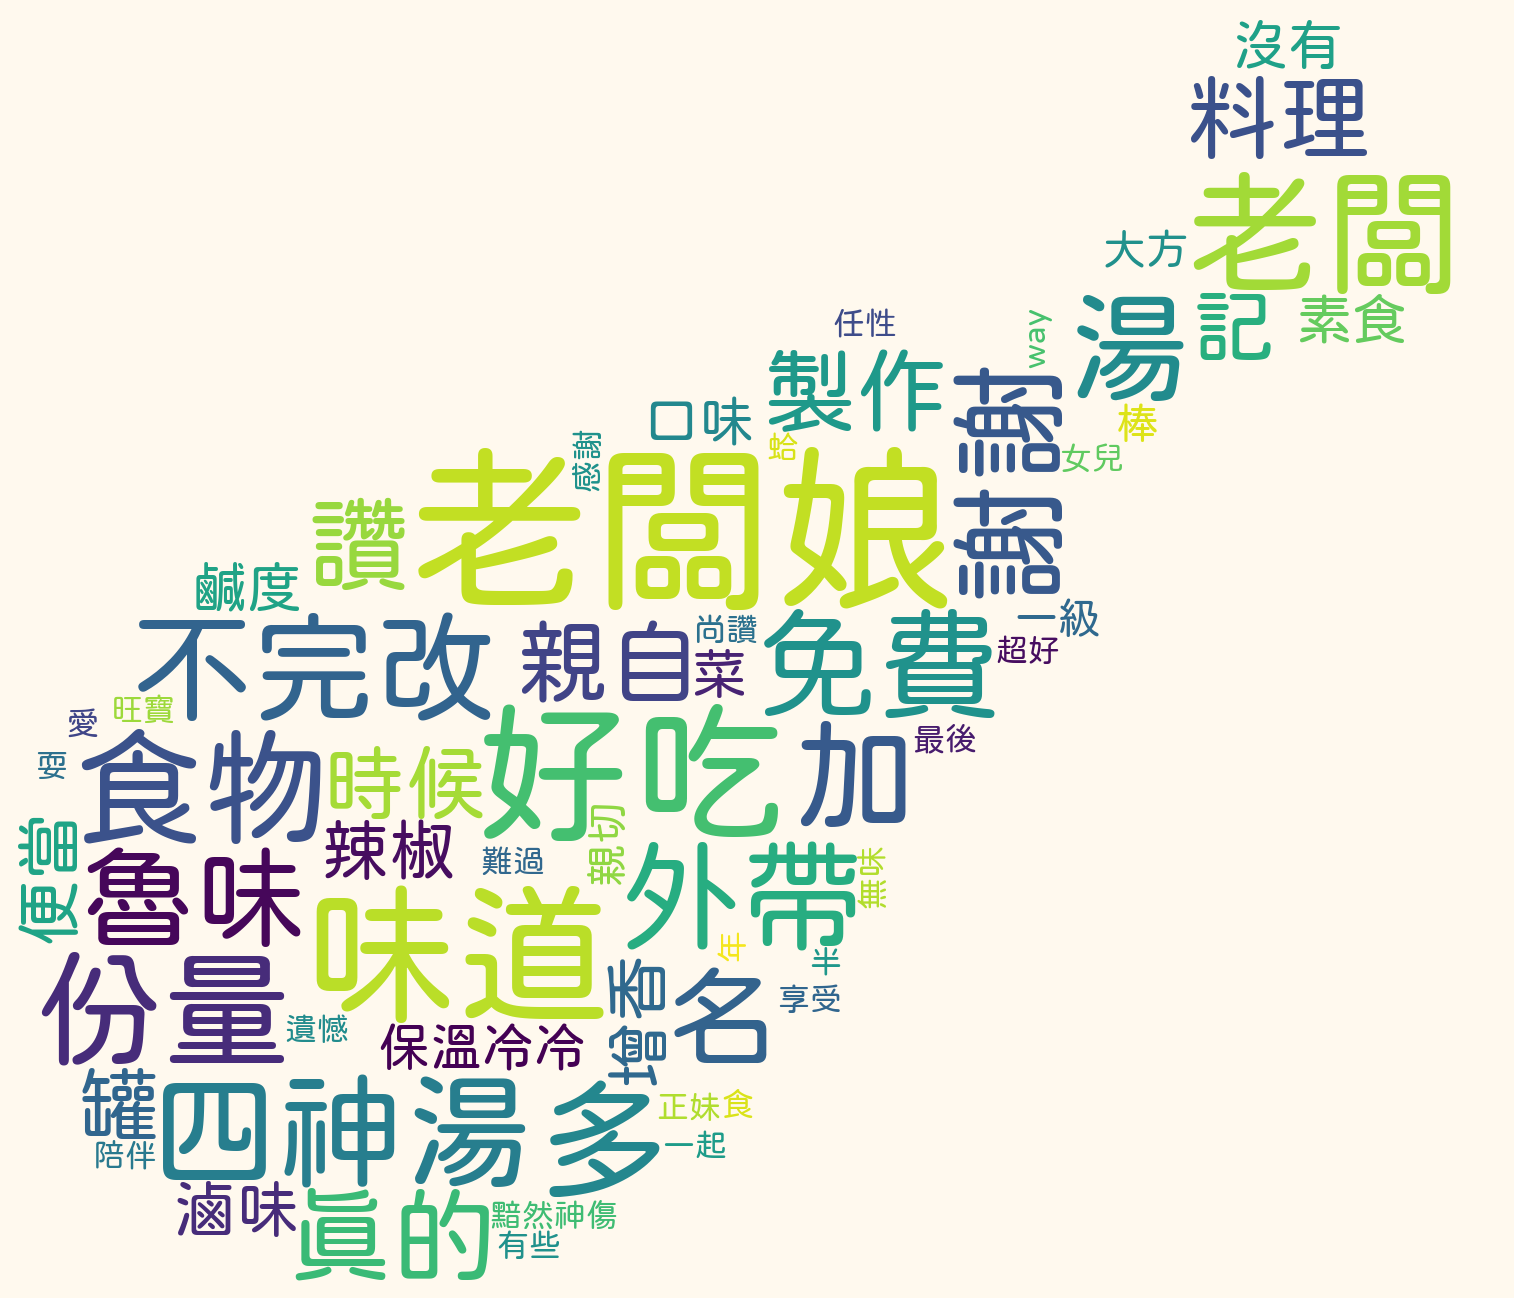 沒有
料理
老闆
大方
湯
記
素食
任性
way
製作
謝謝
口味
棒
蛤
女兒
感謝
老闆娘
讚
鹹度
一級
不完改
親自
尚讚
免費
超好
菜
旺寶
愛
最後
食物
時候
好吃
加
耍
便當
辣椒
親切
魯味
難過
外帶
無味
味道
年
半
份量
增香
名
享受
遺憾
保溫冷冷
罐
四神湯
多
正妹
食
陪伴
一起
滷味
真的
黯然神傷
有些